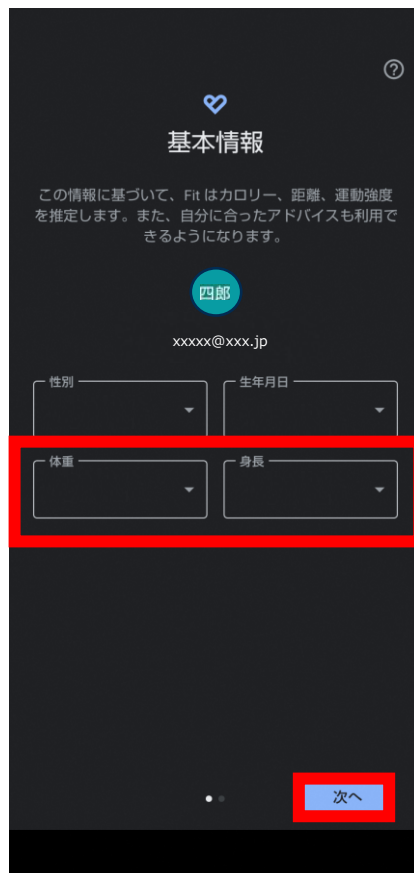 基本情報
この情報に基づいて、Fit はカロリー、距離、運動強度
を推定します。また、自分に合ったアドバイスも利用で
きるようになります。
四郎
xxxxx@xxx.jp
性別 生年月日
体重 身長
次へ